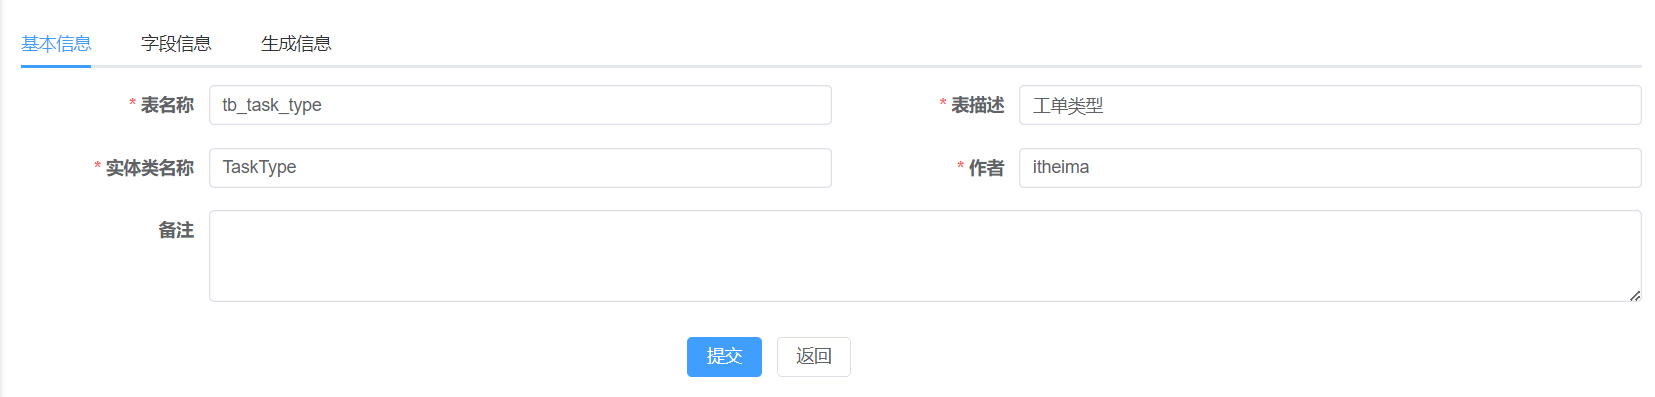 基本信息 字段信息 生成信息
* 表名称 tb_task_type * 表描述 工单类型
* 实体类名称 TaskType * 作者 itheima
备注
提交 返回